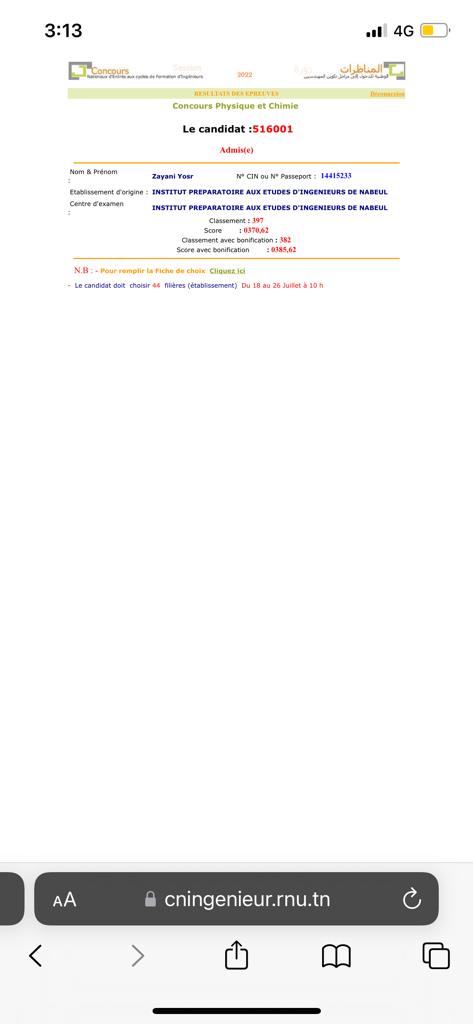 3:13
4G
Concours
Nationaux d'Entrée aux cycles de Formation d'Ingénieurs
Session
2022
دورة
المناظرات
الوطنية للدخول إلى مراحل تكوين المهندسين
RESULTATS DES EPREUVES
Déconnexion
Concours Physique et Chimie
Le candidat :516001
Admis(e)
Nom & Prénom : Zayani Yosr N° CIN ou N° Passeport : 14415233
Etablissement d'origine : INSTITUT PREPARATOIRE AUX ETUDES D'INGENIEURS DE NABEUL
Centre d'examen : INSTITUT PREPARATOIRE AUX ETUDES D'INGENIEURS DE NABEUL
Classement : 397
Score : 0370,62
Classement avec bonification : 382
Score avec bonification : 0385,62
N.B : - Pour remplir la Fiche de choix Cliquez ici
- Le candidat doit choisir 44 filières (établissement) Du 18 au 26 Juillet à 10 h
AA
cningenieur.rnu.tn